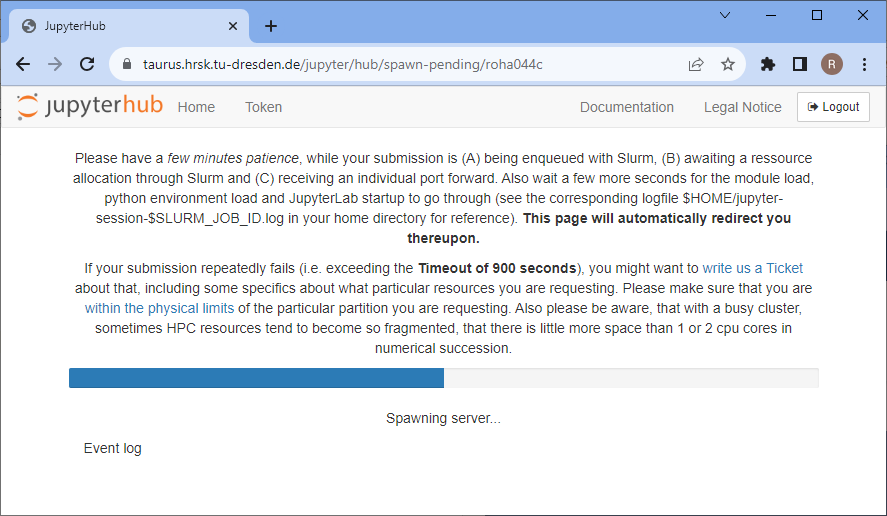 JupyterHub
taurus.hrsk.tu-dresden.de/jupyter/hub/spawn-pending/roha044c
R
jupyterhub Home Token Documentation Legal Notice Logout
Please have a few minutes patience, while your submission is (A) being enqueued with Slurm, (B) awaiting a ressource
allocation through Slurm and (C) receiving an individual port forward. Also wait a few more seconds for the module load,
python environment load and JupyterLab startup to go through (see the corresponding logfile $HOME/jupyter-
session-$SLURM_JOB_ID.log in your home directory for reference). This page will automatically redirect you
thereupon.
If your submission repeatedly fails (i.e. exceeding the Timeout of 900 seconds), you might want to write us a Ticket
about that, including some specifics about what particular resources you are requesting. Please make sure that you are
within the physical limits of the particular partition you are requesting. Also please be aware, that with a busy cluster,
sometimes HPC resources tend to become so fragmented, that there is little more space than 1 or 2 cpu cores in
numerical succession.
Spawning server...
Event log